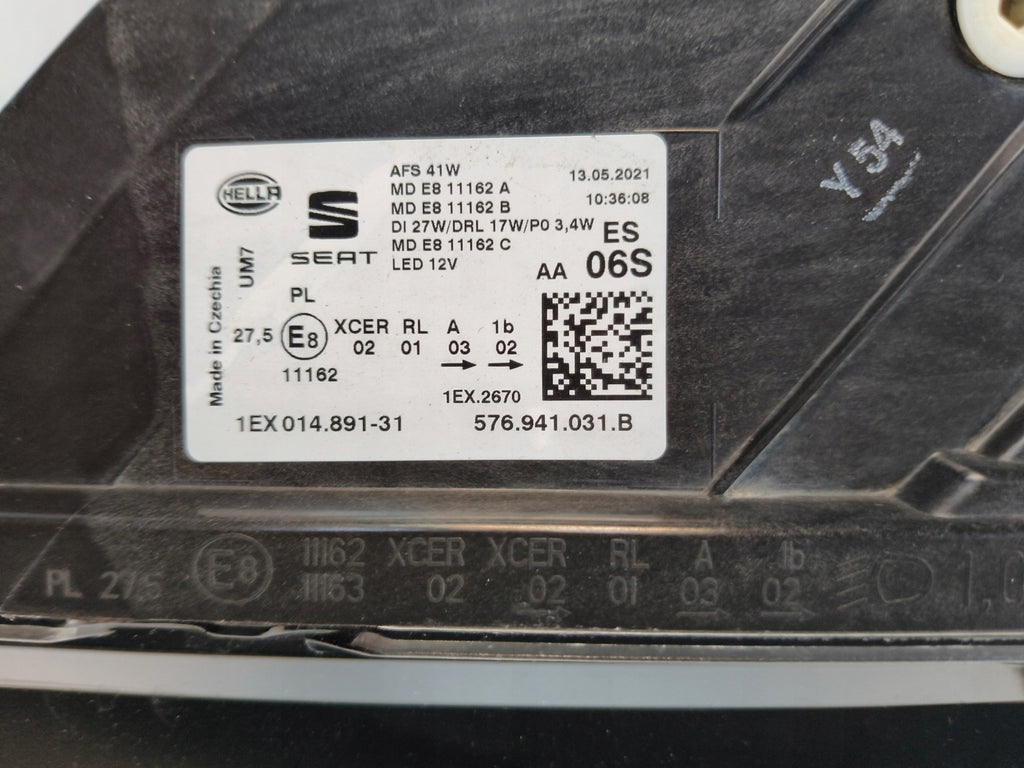 HELLA
SEAT
AFS 41W
MD E8 11162 A
MD E8 11162 B
DI 27W/DRL 17W/P0 3,4W
MD E8 11162 C
LED 12V
13.05.2021
10:36:08
ES
AA 06S
Made in Czechia
UM7
PL
27,5 E8 XCER RL A 1b
02 01 03 02
11162
1EX.2670
1EX 014.891-31 576.941.031.B
Y54
11162 XCER XCER RL A 1b
PL 27,5 E8 11163 02 02 01 03 02